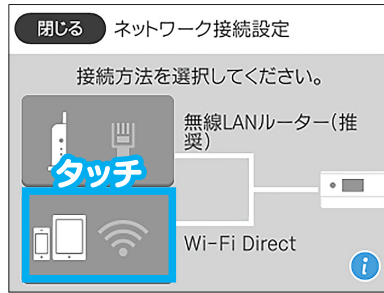 閉じる ネットワーク接続設定
接続方法を選択してください。
無線LANルーター(推
奨)
タッチ
Wi-Fi Direct
i